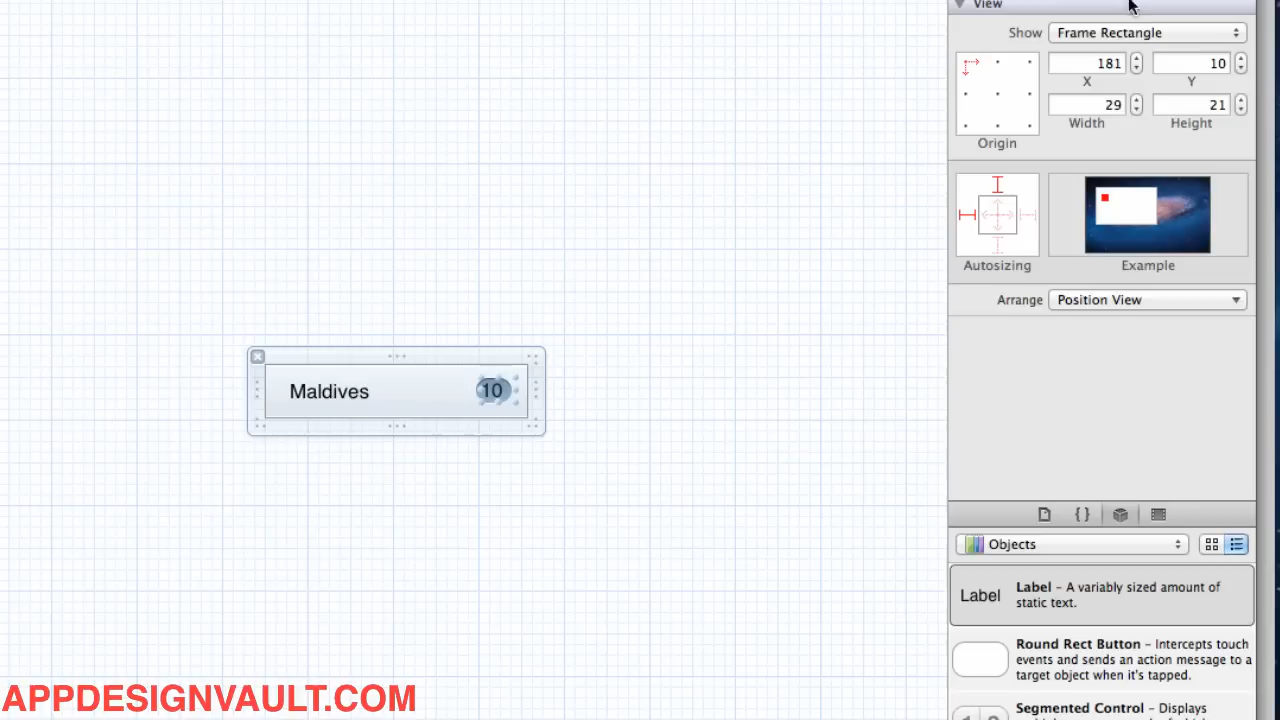 View
Show Frame Rectangle
181 10
X Y
29 21
Width Height
Origin
Autosizing Example
Arrange Position View
Maldives 10
Objects
Label Label – A variably sized amount of
static text.
Round Rect Button – Intercepts touch
events and sends an action message to a
target object when it's tapped.
Segmented Control – Displays
APPDESIGNVAULT.COM